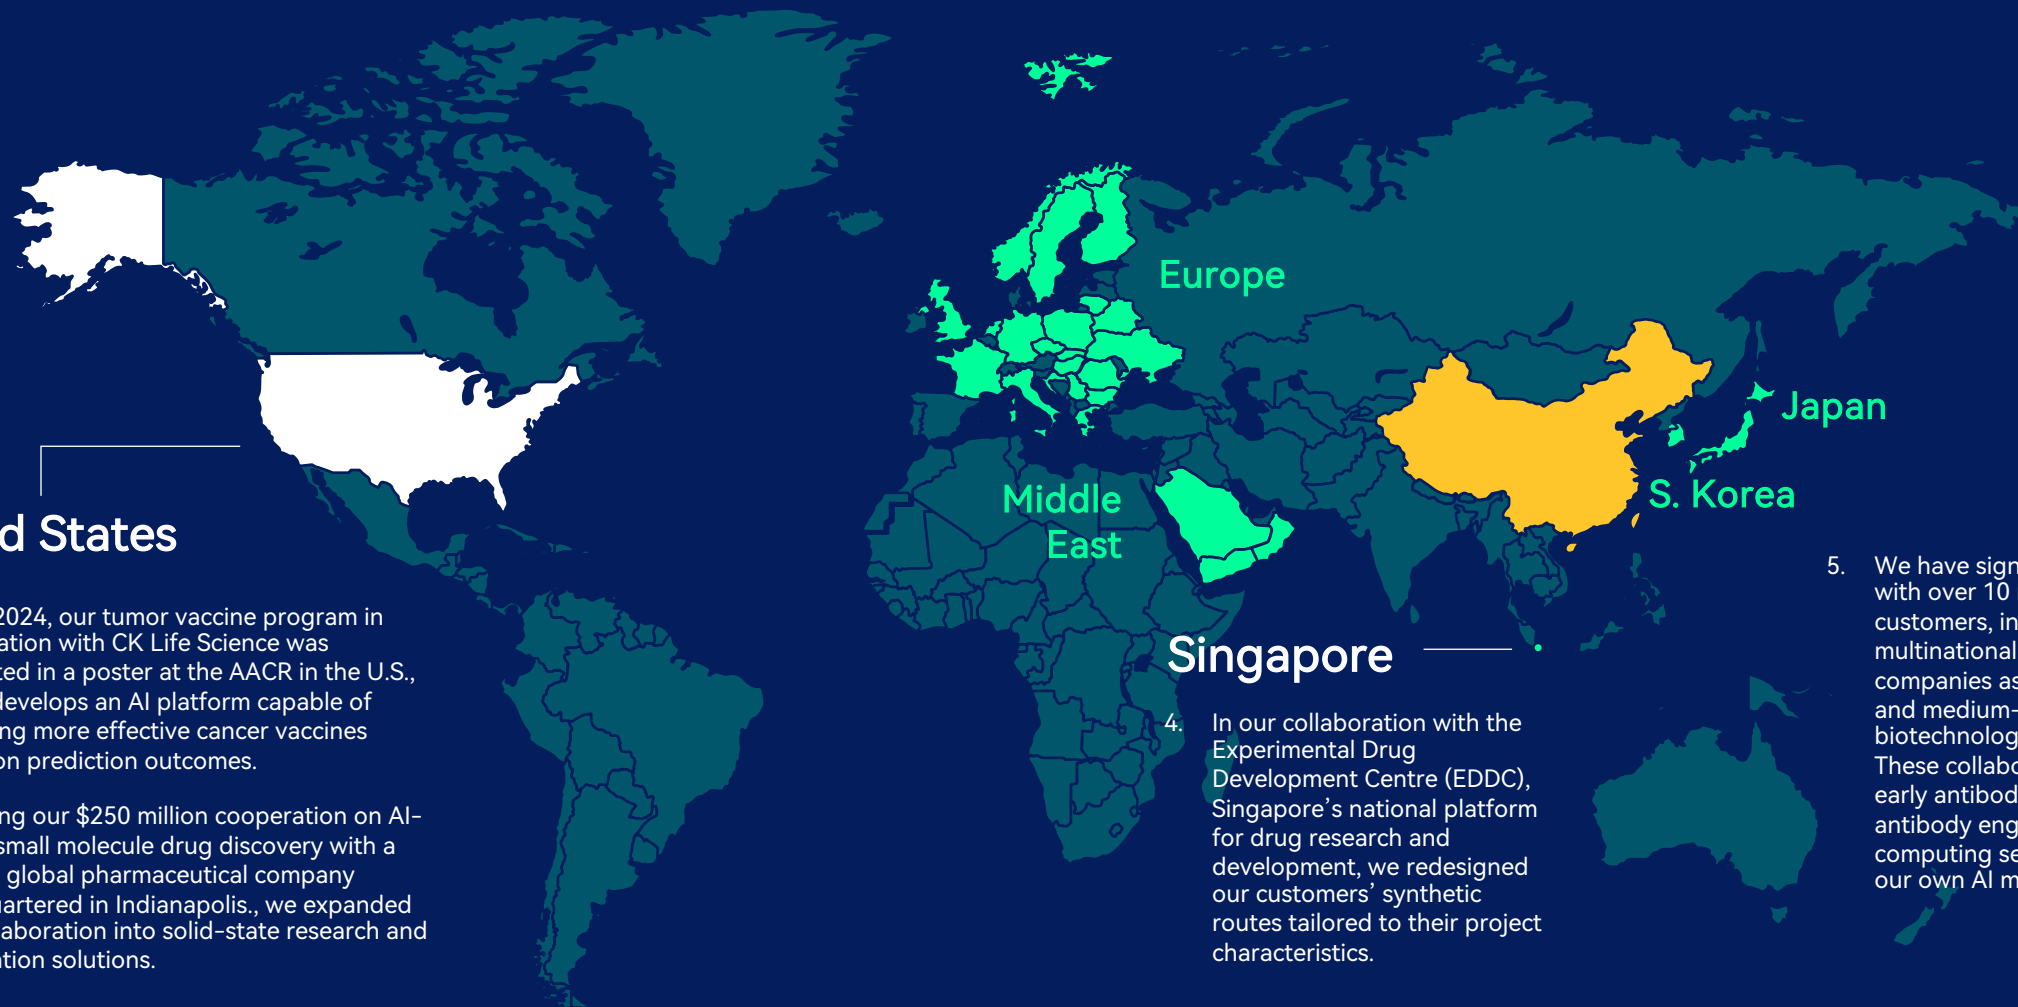 Europe
Japan
S. Korea
Middle
East
d States
2024, our tumor vaccine program in
ation with CK Life Science was
ted in a poster at the AACR in the U.S.,
develops an AI platform capable of
ng more effective cancer vaccines
on prediction outcomes.
ng our $250 million cooperation on AI-
small molecule drug discovery with a
global pharmaceutical company
artered in Indianapolis., we expanded
aboration into solid-state research and
ation solutions.
Singapore
4. In our collaboration with the
Experimental Drug
Development Centre (EDDC),
Singapore’s national platform
for drug research and
development, we redesigned
our customers’ synthetic
routes tailored to their project
characteristics.
5. We have sign
with over 10
customers, in
multinational
companies as
and medium-
biotechnolog
These collabo
early antibod
antibody eng
computing se
our own AI m